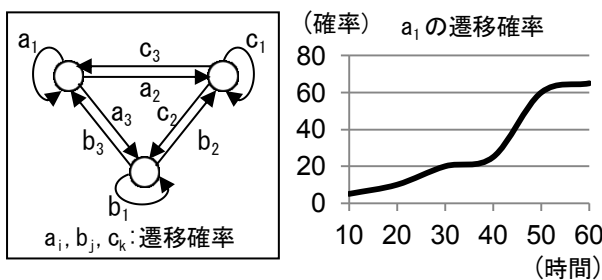 a₁
c₃
c₁
a₂
a₃
c₂
b₃
b₂
b₁
aᵢ, bⱼ, cₖ:遷移確率
(確率) a₁の遷移確率
80
60
40
20
0
10 20 30 40 50 60
(時間)